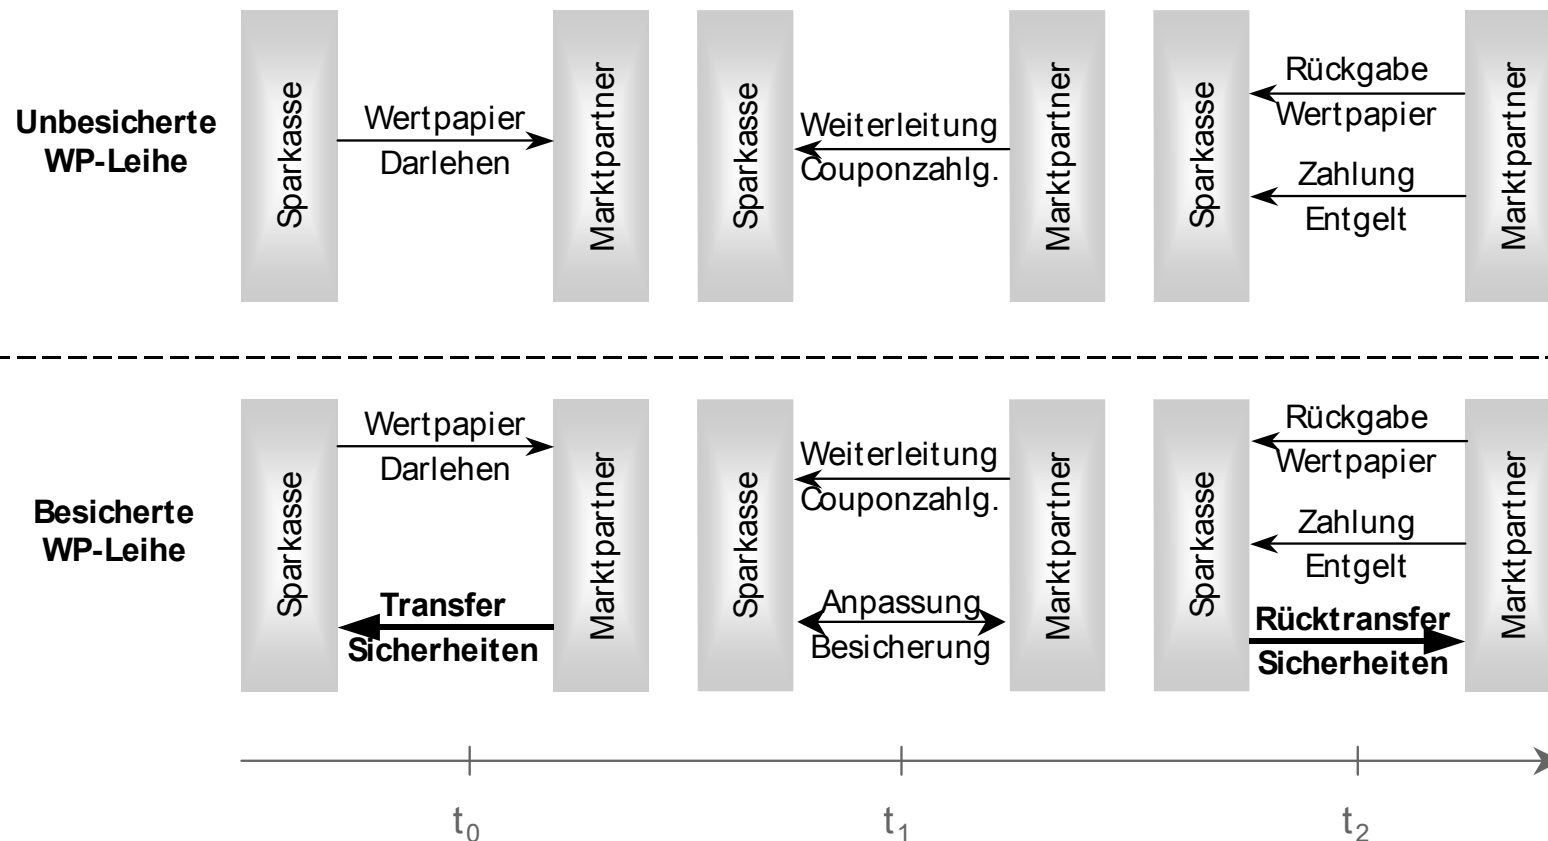 Unbesicherte
WP-Leihe
Sparkasse
Wertpapier
Darlehen
Marktpartner
Sparkasse
Weiterleitung
Couponzahlg.
Marktpartner
Sparkasse
Rückgabe
Wertpapier
Zahlung
Entgelt
Marktpartner
Besicherte
WP-Leihe
Sparkasse
Wertpapier
Darlehen
Transfer
Sicherheiten
Marktpartner
Sparkasse
Weiterleitung
Couponzahlg.
Anpassung
Besicherung
Marktpartner
Sparkasse
Rückgabe
Wertpapier
Zahlung
Entgelt
Rücktransfer
Sicherheiten
Marktpartner
t0
t1
t2